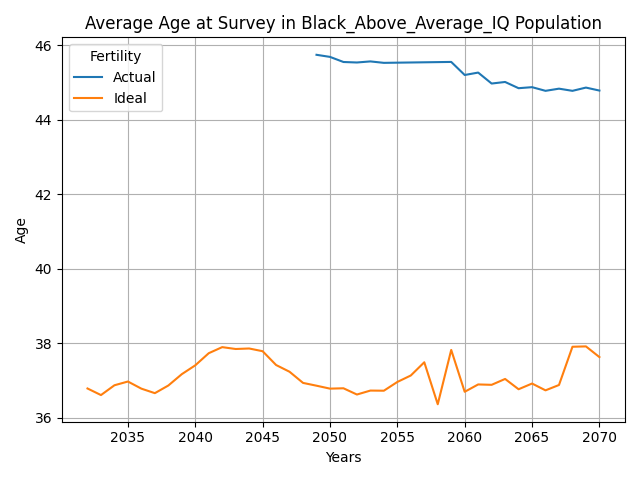 Average Age at Survey in Black_Above_Average_IQ Population
Fertility
Actual
Ideal
Age
46
44
42
40
38
36
2035 2040 2045 2050 2055 2060 2065 2070
Years